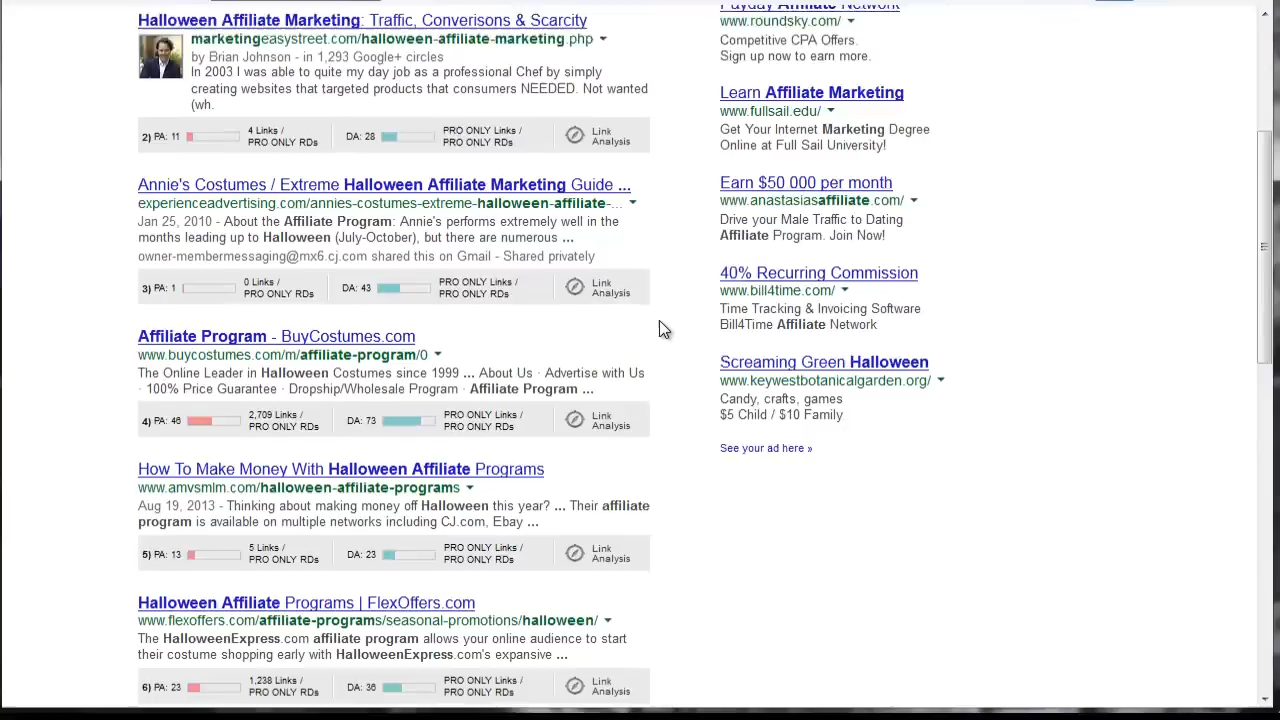 Halloween Affiliate Marketing: Traffic, Converisons & Scarcity
marketingeasystreet.com/halloween-affiliate-marketing.php
by Brian Johnson - in 1,293 Google+ circles
In 2003 I was able to quite my day job as a professional Chef by simply
creating websites that targeted products that consumers NEEDED. Not wanted
(wh.
2) PA: 11
4 Links /
PRO ONLY RDs
DA: 28
PRO ONLY Links /
PRO ONLY RDs
Link
Analysis
Annie's Costumes / Extreme Halloween Affiliate Marketing Guide ...
experienceadvertising.com/annies-costumes-extreme-halloween-affiliate-...
Jan 25, 2010 - About the Affiliate Program: Annie's performs extremely well in the
months leading up to Halloween (July-October), but there are numerous ...
owner-membermessaging@mx6.cj.com shared this on Gmail - Shared privately
3) PA: 1
0 Links /
PRO ONLY RDs
DA: 43
PRO ONLY Links /
PRO ONLY RDs
Link
Analysis
Affiliate Program - BuyCostumes.com
www.buycostumes.com/m/affiliate-program/0
The Online Leader in Halloween Costumes since 1999 ... About Us · Advertise with Us
· 100% Price Guarantee · Dropship/Wholesale Program · Affiliate Program ...
4) PA: 46
2,709 Links /
PRO ONLY RDs
DA: 73
PRO ONLY Links /
PRO ONLY RDs
Link
Analysis
How To Make Money With Halloween Affiliate Programs
www.amvsmlm.com/halloween-affiliate-programs
Aug 19, 2013 - Thinking about making money off Halloween this year? ... Their affiliate
program is available on multiple networks including CJ.com, Ebay ...
5) PA: 13
5 Links /
PRO ONLY RDs
DA: 23
PRO ONLY Links /
PRO ONLY RDs
Link
Analysis
Halloween Affiliate Programs | FlexOffers.com
www.flexoffers.com/affiliate-programs/seasonal-promotions/halloween/
The HalloweenExpress.com affiliate program allows your online audience to start
their costume shopping early with HalloweenExpress.com's expansive ...
6) PA: 23
1,238 Links /
PRO ONLY RDs
DA: 36
PRO ONLY Links /
PRO ONLY RDs
Link
Analysis
Payday Affiliate Network
www.roundsky.com/
Competitive CPA Offers.
Sign up now to earn more.
Learn Affiliate Marketing
www.fullsail.edu/
Get Your Internet Marketing Degree
Online at Full Sail University!
Earn $50 000 per month
www.anastasiasaffiliate.com/
Drive your Male Traffic to Dating
Affiliate Program. Join Now!
40% Recurring Commission
www.bill4time.com/
Time Tracking & Invoicing Software
Bill4Time Affiliate Network
Screaming Green Halloween
www.keywestbotanicalgarden.org/
Candy, crafts, games
$5 Child / $10 Family
See your ad here »